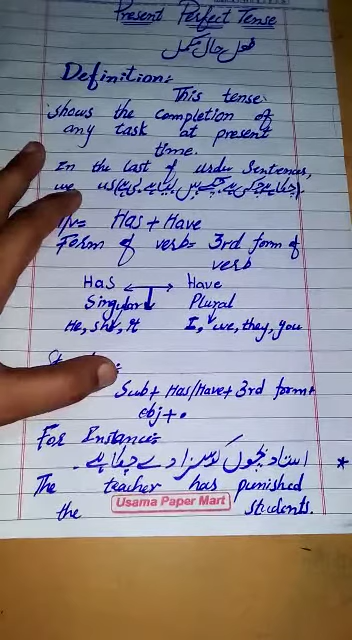 Present Perfect Tense
فعل حال مکمل
Definition:
This tense
shows the completion of
any task at present
time.
In the last of urdu sentences,
we us
Has + Have
Form of verb= 3rd form of
verb
Has ↔ Have
Singular Plural
He, she, it I, we, they, you
Sub + Has/Have + 3rd form+
obj + .
For Instance:
استاد بچوں کو سزا دے چکا ہے۔ *
The teacher has punished
the students.
Usama Paper Mart